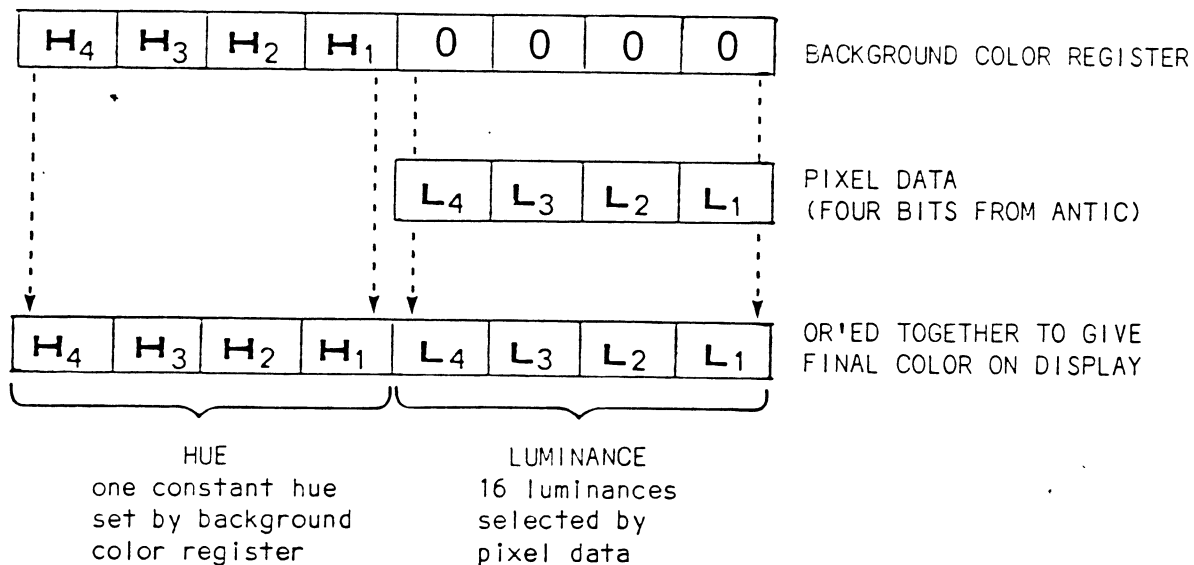 H₄ H₃ H₂ H₁ 0 0 0 0 BACKGROUND COLOR REGISTER
L₄ L₃ L₂ L₁ PIXEL DATA
(FOUR BITS FROM ANTIC)
H₄ H₃ H₂ H₁ L₄ L₃ L₂ L₁ OR'ED TOGETHER TO GIVE
FINAL COLOR ON DISPLAY
HUE
one constant hue
set by background
color register
LUMINANCE
16 luminances
selected by
pixel data